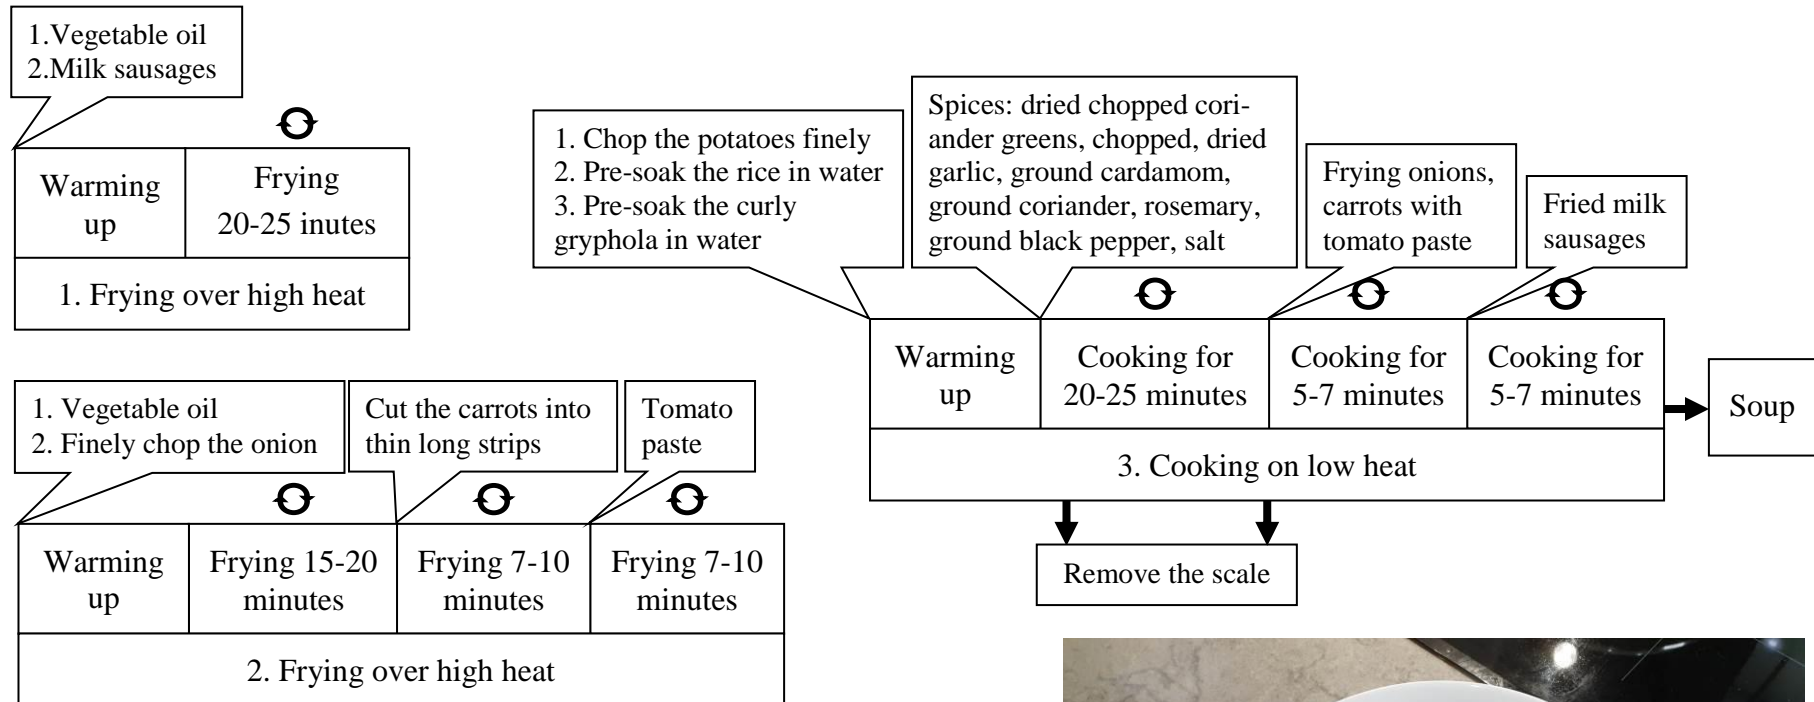 1.Vegetable oil
2.Milk sausages
Warming
up
Frying
20-25 inutes
1. Frying over high heat
1. Vegetable oil
2. Finely chop the onion
Cut the carrots into
thin long strips
Tomato
paste
Warming
up
Frying 15-20
minutes
Frying 7-10
minutes
Frying 7-10
minutes
2. Frying over high heat
1. Chop the potatoes finely
2. Pre-soak the rice in water
3. Pre-soak the curly
gryphola in water
Spices: dried chopped cori-
ander greens, chopped, dried
garlic, ground cardamom,
ground coriander, rosemary,
ground black pepper, salt
Frying onions,
carrots with
tomato paste
Fried milk
sausages
Warming
up
Cooking for
20-25 minutes
Cooking for
5-7 minutes
Cooking for
5-7 minutes
3. Cooking on low heat
Soup
Remove the scale